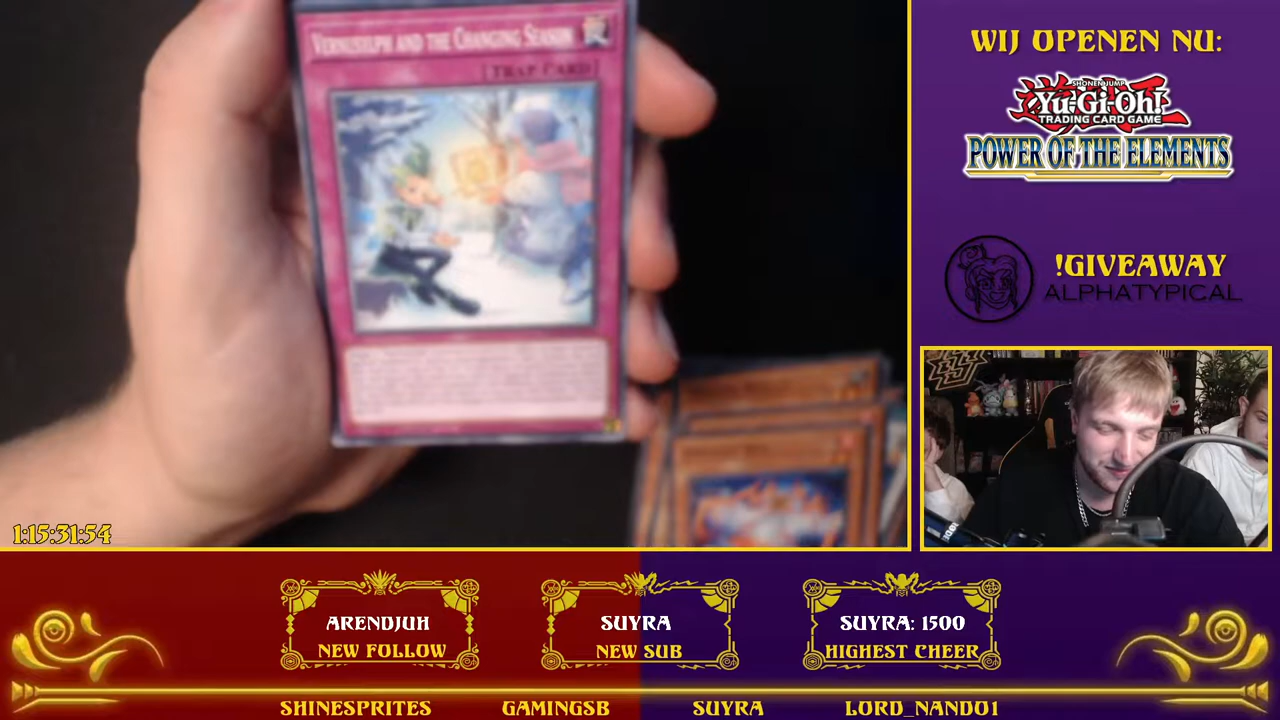 Vernusylph and the Changing Season
[Trap Card]
1:15:31:54
WIJ OPENEN NU:
SHONEN JUMP
Yu-Gi-Oh!
TRADING CARD GAME
POWER OF THE ELEMENTS
!GIVEAWAY
ALPHATYPICAL
ARENDJUH
NEW FOLLOW
SUYRA
NEW SUB
SUYRA: 1500
HIGHEST CHEER
SHINESPRITES
GAMINGSB
SUYRA
LORD_NANDO1